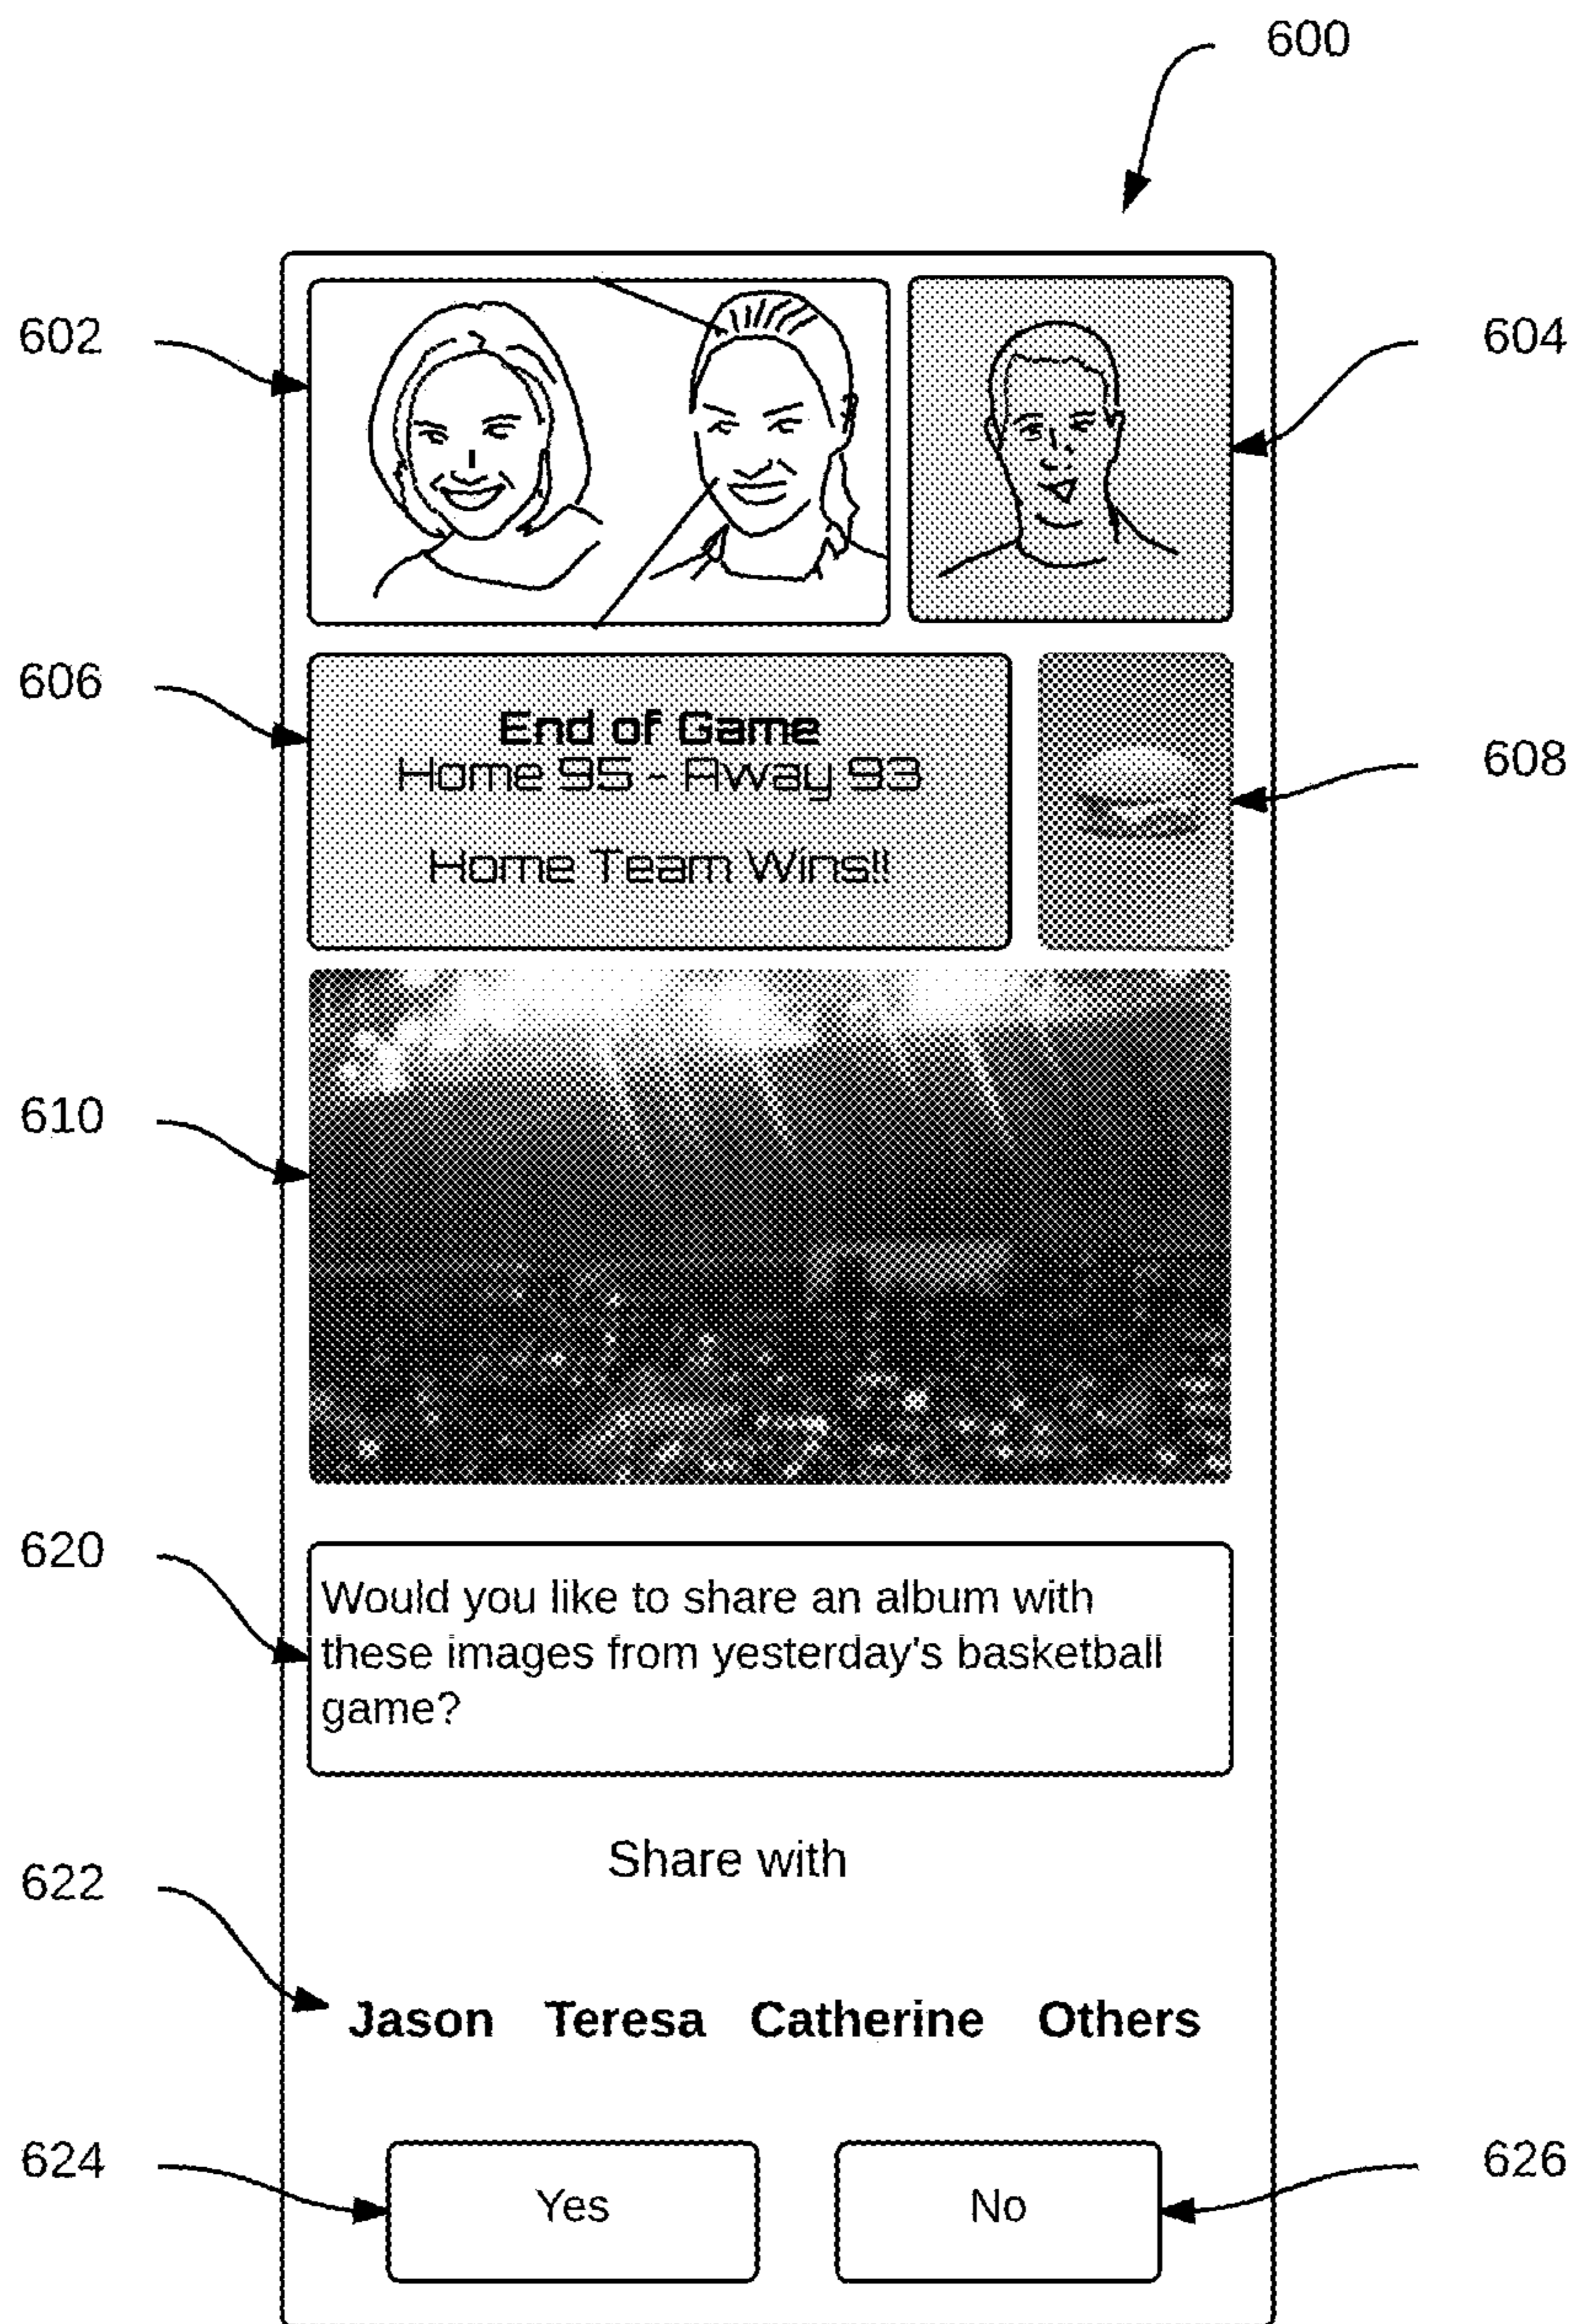 600
602
604
606
End of Game
Home 95 - Away 93
Home Team Wins!!
608
610
620
Would you like to share an album with
these images from yesterday's basketball
game?
Share with
622
Jason Teresa Catherine Others
624
Yes
No
626